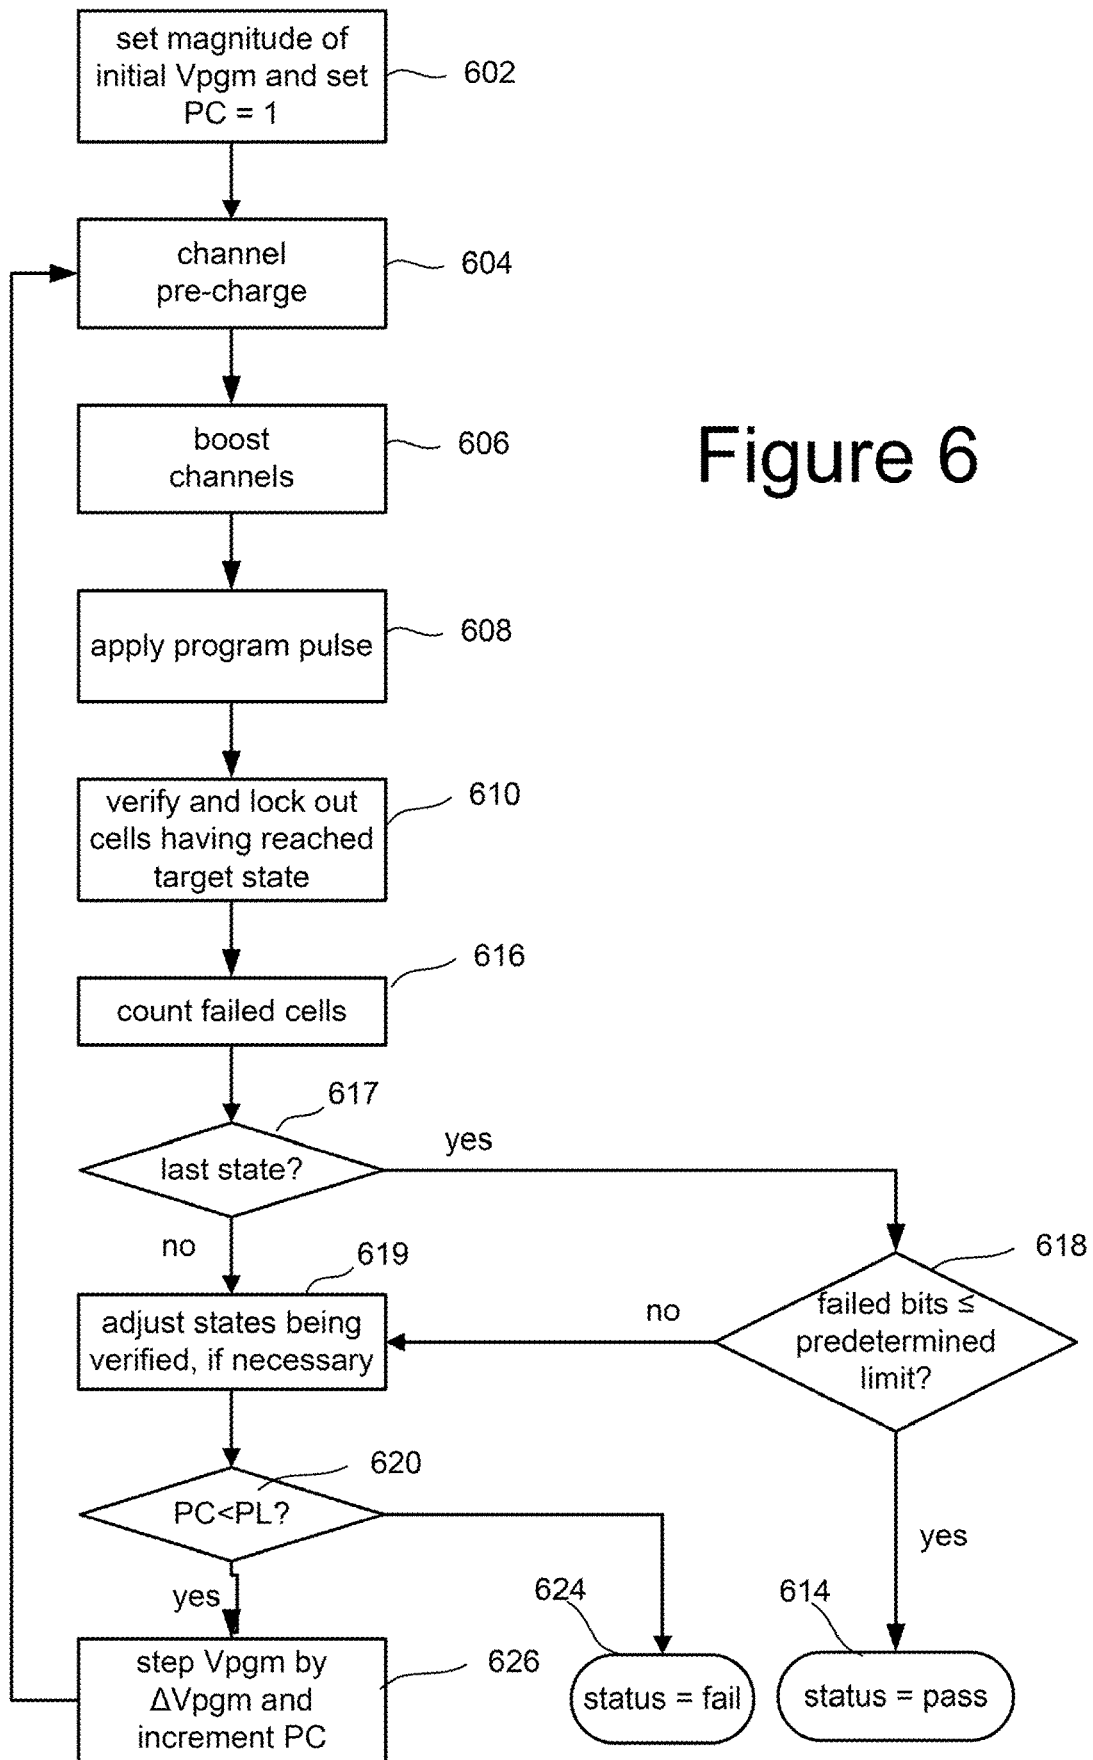 set magnitude of
initial Vpgm and set
PC = 1
602
channel
pre-charge
604
boost
channels
606
Figure 6
apply program pulse
608
verify and lock out
cells having reached
target state
610
count failed cells
616
617
last state?
yes
no
619
618
adjust states being
verified, if necessary
no
failed bits ≤
predetermined
limit?
620
PC<PL?
yes
yes
624
614
step Vpgm by
ΔVpgm and
increment PC
626
status = fail
status = pass